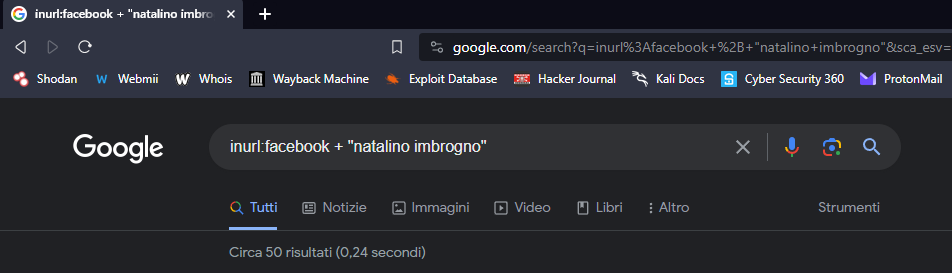 inurl:facebook + "natalino imbro
google.com/search?q=inurl%3Afacebook+%2B+"natalino+imbrogno"&sca_esv=
Shodan Webmii Whois Wayback Machine Exploit Database Hacker Journal Kali Docs Cyber Security 360 ProtonMail
Google inurl:facebook + "natalino imbrogno"
Tutti Notizie Immagini Video Libri Altro Strumenti
Circa 50 risultati (0,24 secondi)